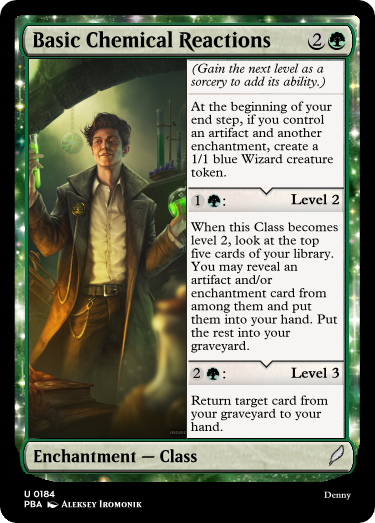 Basic Chemical Reactions 2
(Gain the next level as a
sorcery to add its ability.)
At the beginning of your
end step, if you control
an artifact and another
enchantment, create a
1/1 blue Wizard creature
token.
1 : Level 2
When this Class becomes
level 2, look at the top
five cards of your library.
You may reveal an
artifact and/or
enchantment card from
among them and put
them into your hand. Put
the rest into your
graveyard.
2 : Level 3
Return target card from
your graveyard to your
hand.
Enchantment — Class
U 0184
PBA Aleksey Iromonik
Denny